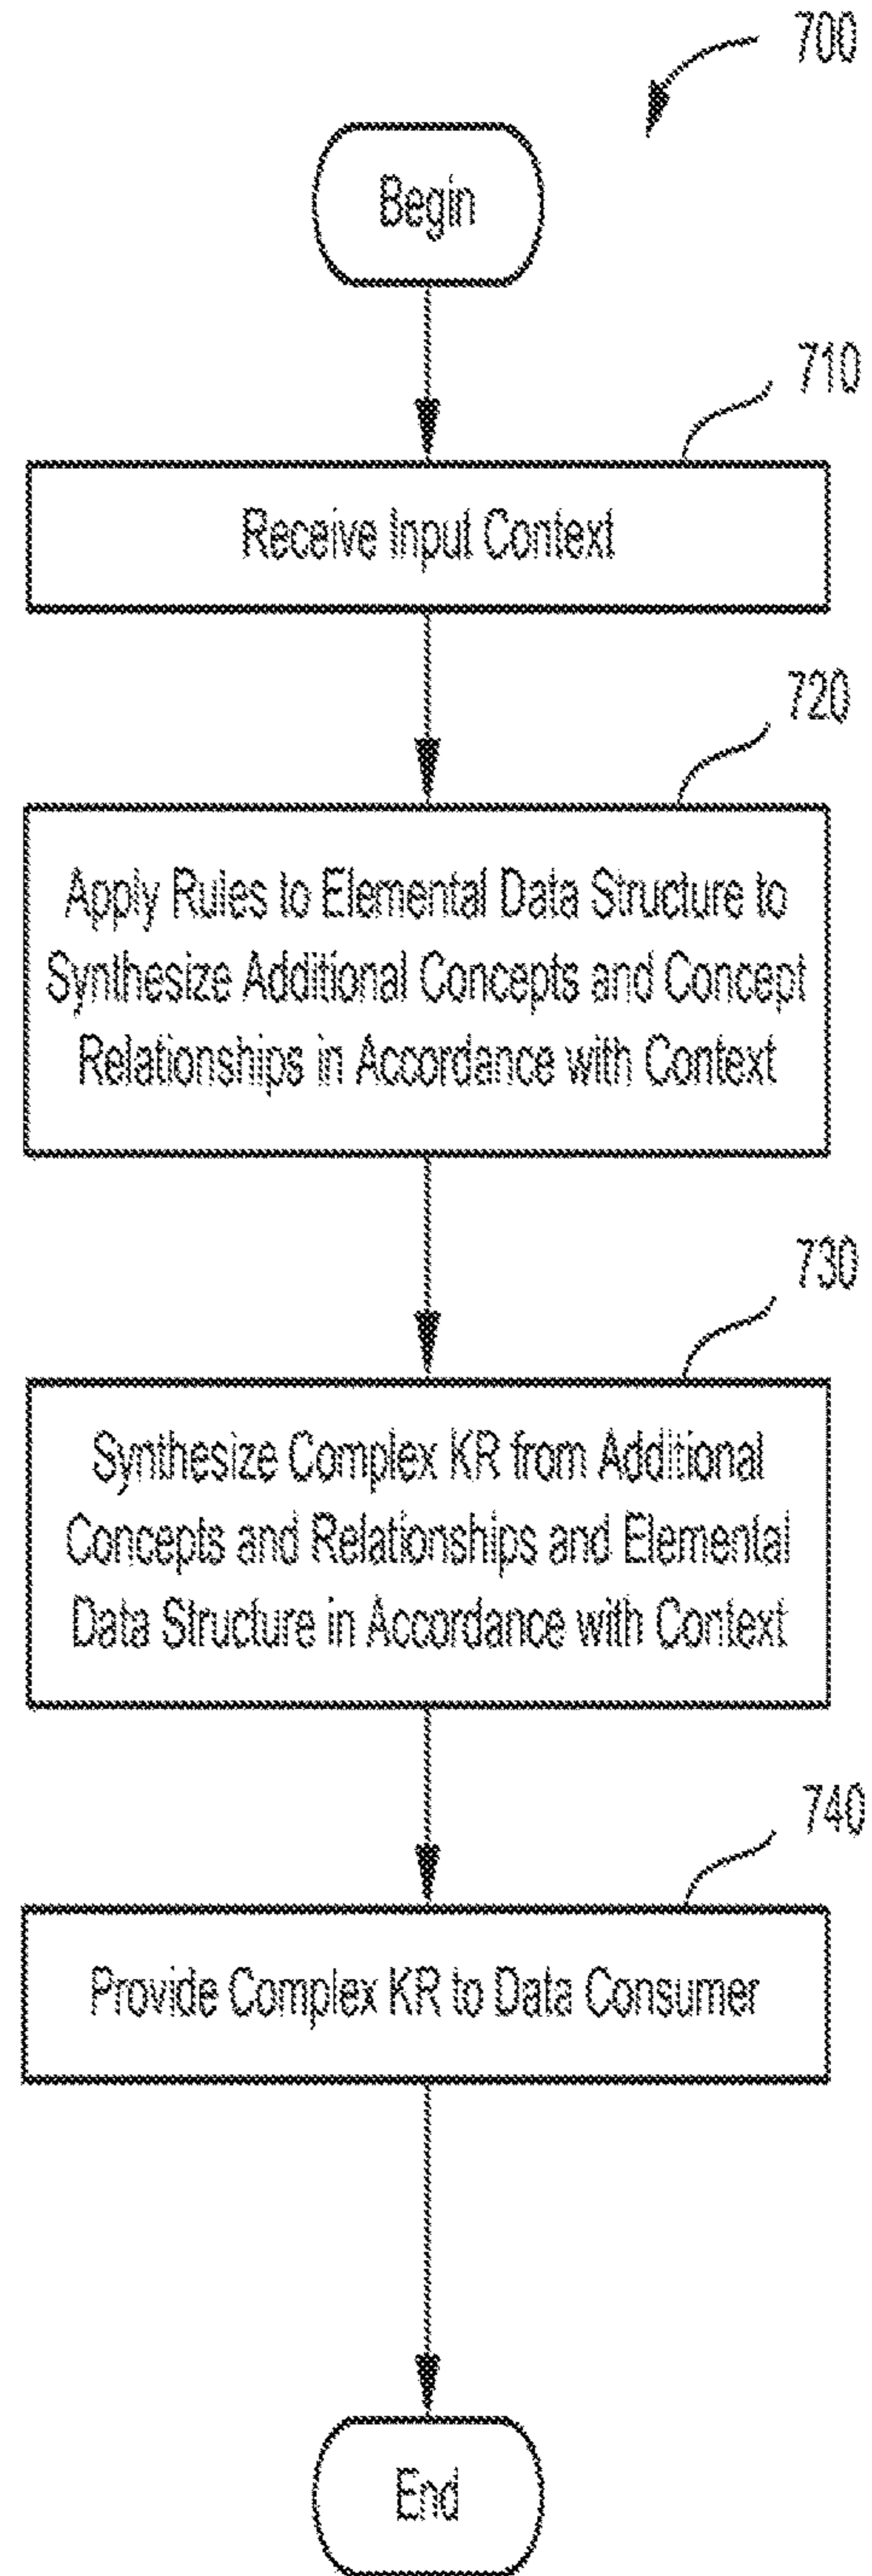 700
Begin
710
Receive Input Context
720
Apply Rules to Elemental Data Structure to
Synthesize Additional Concepts and Concept
Relationships in Accordance with Context
730
Synthesize Complex KR from Additional
Concepts and Relationships and Elemental
Data Structure in Accordance with Context
740
Provide Complex KR to Data Consumer
End